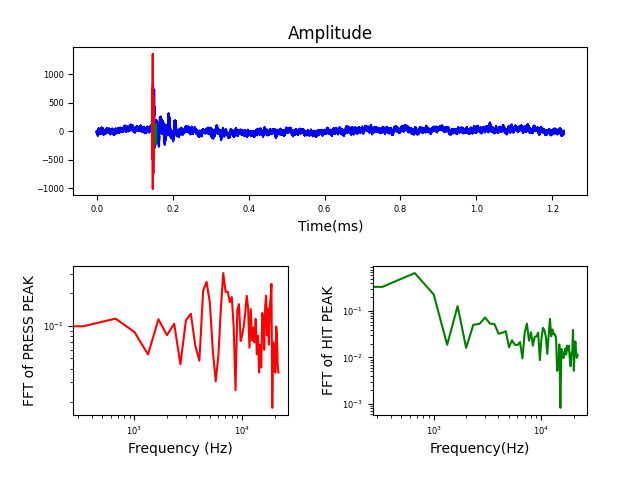 Amplitude
1000
500
0
−500
−1000
0.0 0.2 0.4 0.6 0.8 1.0 1.2
Time(ms)
FFT of PRESS PEAK
10⁻¹
10³ 10⁴
Frequency (Hz)
FFT of HIT PEAK
10⁻¹
10⁻²
10⁻³
10³ 10⁴
Frequency(Hz)